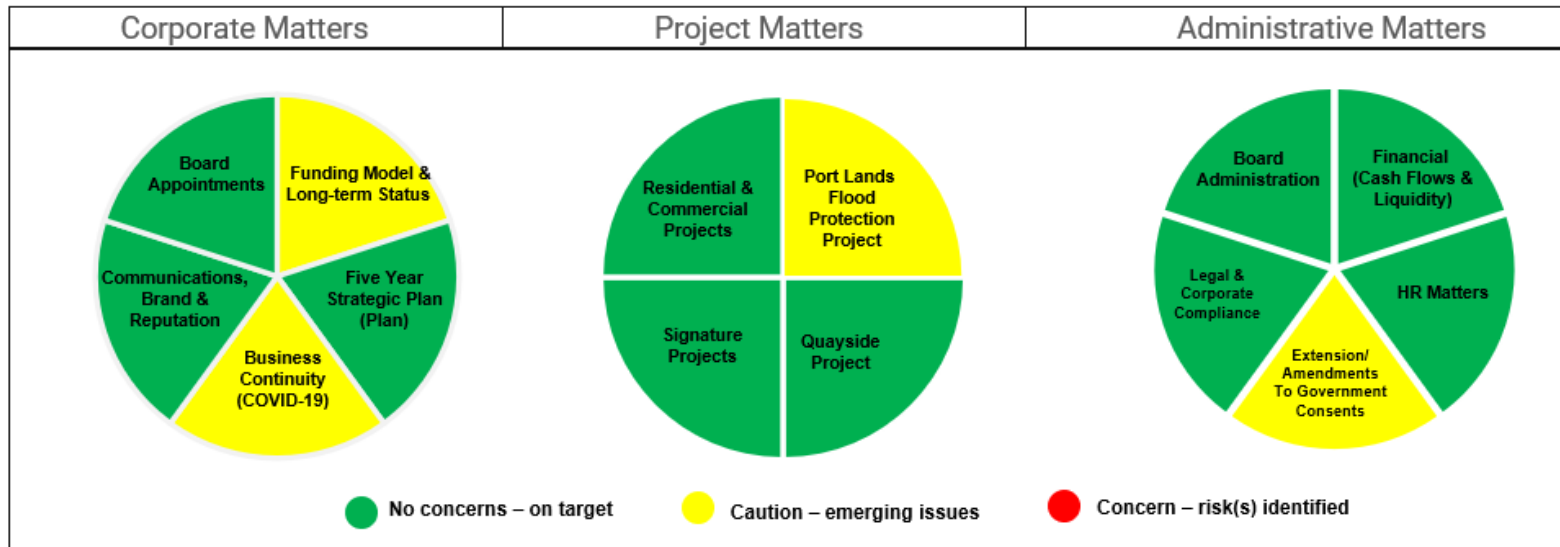 Corporate Matters
Project Matters
Administrative Matters
Board
Appointments
Funding Model &
Long-term Status
Communications,
Brand &
Reputation
Five Year
Strategic Plan
(Plan)
Business
Continuity
(COVID-19)
Residential &
Commercial
Projects
Port Lands
Flood
Protection
Project
Signature
Projects
Quayside
Project
Board
Administration
Financial
(Cash Flows &
Liquidity)
Legal &
Corporate
Compliance
HR Matters
Extension/
Amendments
To Government
Consents
No concerns – on target
Caution – emerging issues
Concern – risk(s) identified